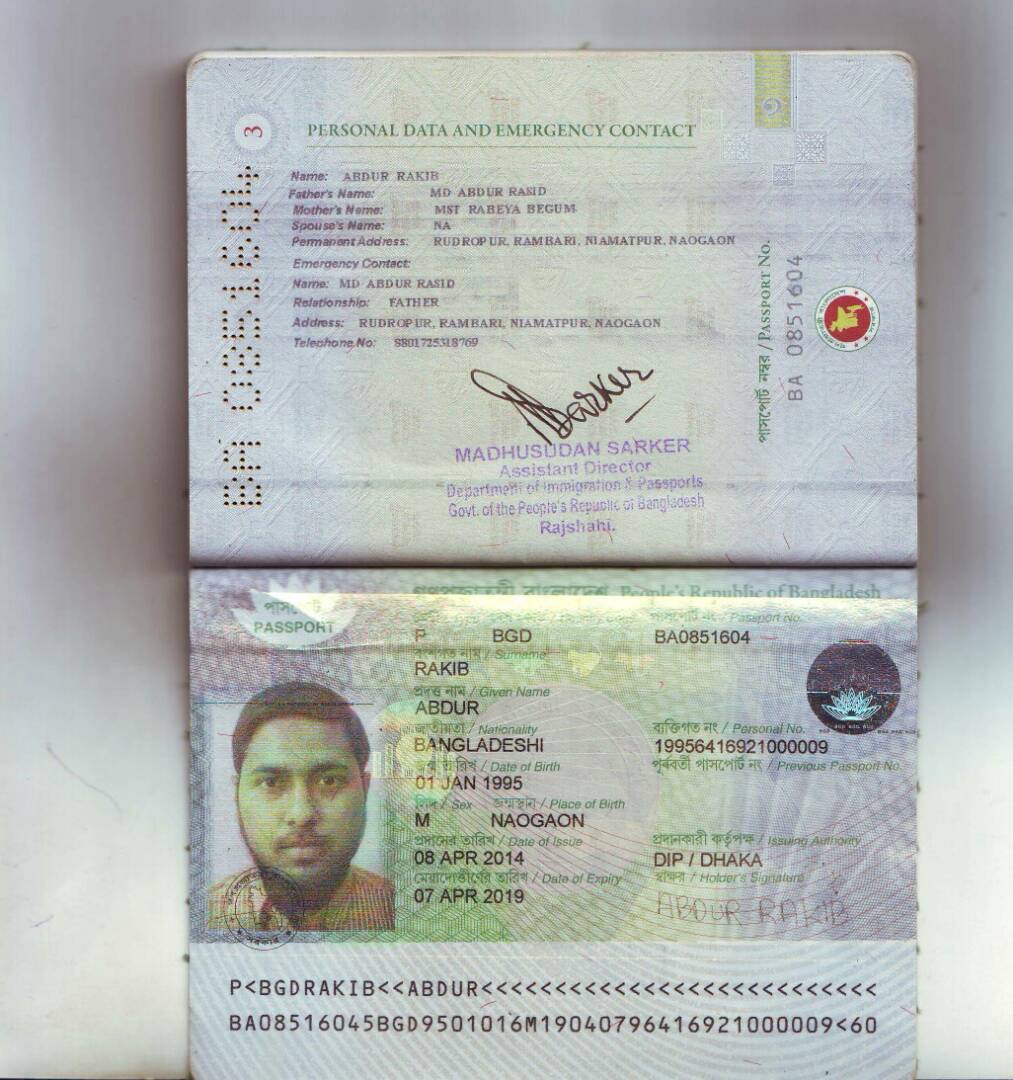 3
PERSONAL DATA AND EMERGENCY CONTACT
Name: ABDUR RAKIB
Father's Name: MD ABDUR RASID
Mother's Name: MST RABEYA BEGUM
Spouse's Name: NA
Permanent Address: RUDROPUR, RAMBARI, NIAMATPUR, NAOGAON
Emergency Contact:
Name: MD ABDUR RASID
Relationship: FATHER
Address: RUDROPUR, RAMBARI, NIAMATPUR, NAOGAON
Telephone No: 8801725318769
BA 0851604
পাসপোর্ট নম্বর / PASSPORT No.
BA 0851604
MSarker
MADHUSUDAN SARKER
Assistant Director
Department of Immigration & Passports
Govt. of the People's Republic of Bangladesh
Rajshahi.
গণপ্রজাতন্ত্রী বাংলাদেশ People's Republic of Bangladesh
পাসপোর্ট
PASSPORT
পাসপোর্ট নং / Passport No.
P BGD BA0851604
বংশগত নাম / Surname
RAKIB
প্রদত্ত নাম / Given Name
ABDUR
জাতীয়তা / Nationality ব্যক্তিগত নং / Personal No.
BANGLADESHI 19956416921000009
জন্ম তারিখ / Date of Birth পূর্ববর্তী পাসপোর্ট নং / Previous Passport No.
01 JAN 1995
লিঙ্গ / Sex জন্মস্থান / Place of Birth
M NAOGAON
প্রদানের তারিখ / Date of Issue প্রদানকারী কর্তৃপক্ষ / Issuing Authority
08 APR 2014 DIP / DHAKA
মেয়াদোত্তীর্ণের তারিখ / Date of Expiry স্বাক্ষর / Holder's Signature
07 APR 2019 ABDUR RAKIB
P<BGDRAKIB<<ABDUR<<<<<<<<<<<<<<<<<<<<<<<<<<<
BA08516045BGD9501016M19040796416921000009<60